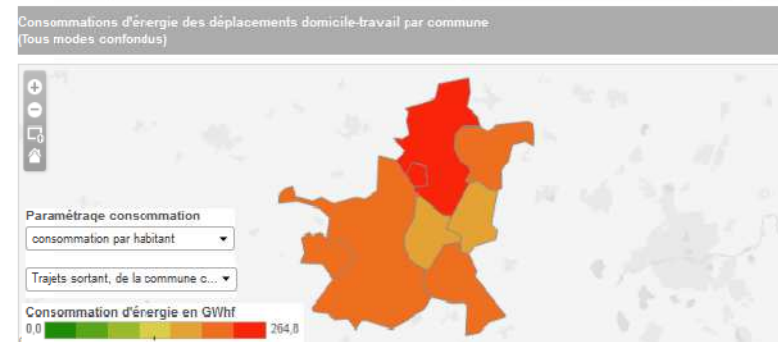 Consommations d'énergie des déplacements domicile-travail par commune
(Tous modes confondus)
Paramétrage consommation
consommation par habitant
Trajets sortant, de la commune c...
Consommation d'énergie en GWhf
0,0
264,8